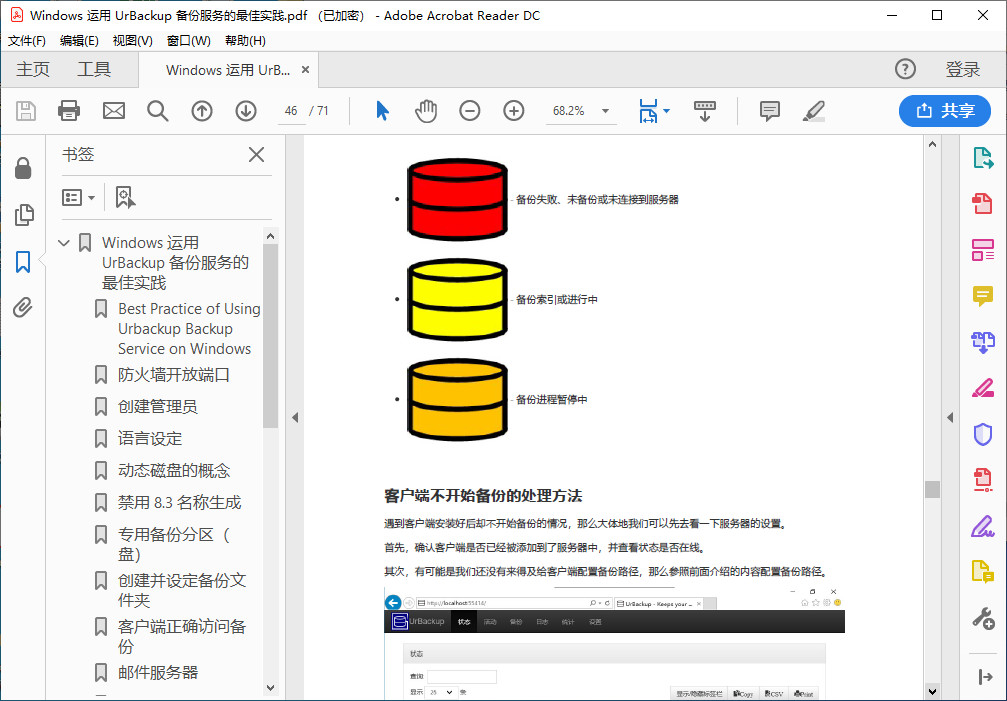 Windows 运用 UrBackup 备份服务的最佳实践.pdf （已加密） - Adobe Acrobat Reader DC
文件(F) 编辑(E) 视图(V) 窗口(W) 帮助(H)
主页 工具 Windows 运用 UrB... × 登录
46 / 71 68.2% 共享
书签
Windows 运用
UrBackup 备份服务的
最佳实践
Best Practice of Using
Urbackup Backup
Service on Windows
防火墙开放端口
创建管理员
语言设定
动态磁盘的概念
禁用 8.3 名称生成
专用备份分区（
盘）
创建并设定备份文
件夹
客户端正确访问备
份
邮件服务器
• - 备份失败、未备份或未连接到服务器
• - 备份索引或进行中
• - 备份进程暂停中
客户端不开始备份的处理方法
遇到客户端安装好后却不开始备份的情况，那么大体地我们可以先去看一下服务器的设置。
首先，确认客户端是否已经被添加到了服务器中，并查看状态是否在线。
其次，有可能是我们还没有来得及给客户端配置备份路径，那么参照前面介绍的内容配置备份路径。
http://localhost:55414/ UrBackup - Keeps your ... ×
UrBackup 状态 活动 备份 日志 统计 设置
状态
查询:
显示 25 条
显示/隐藏标签栏 Copy CSV Print